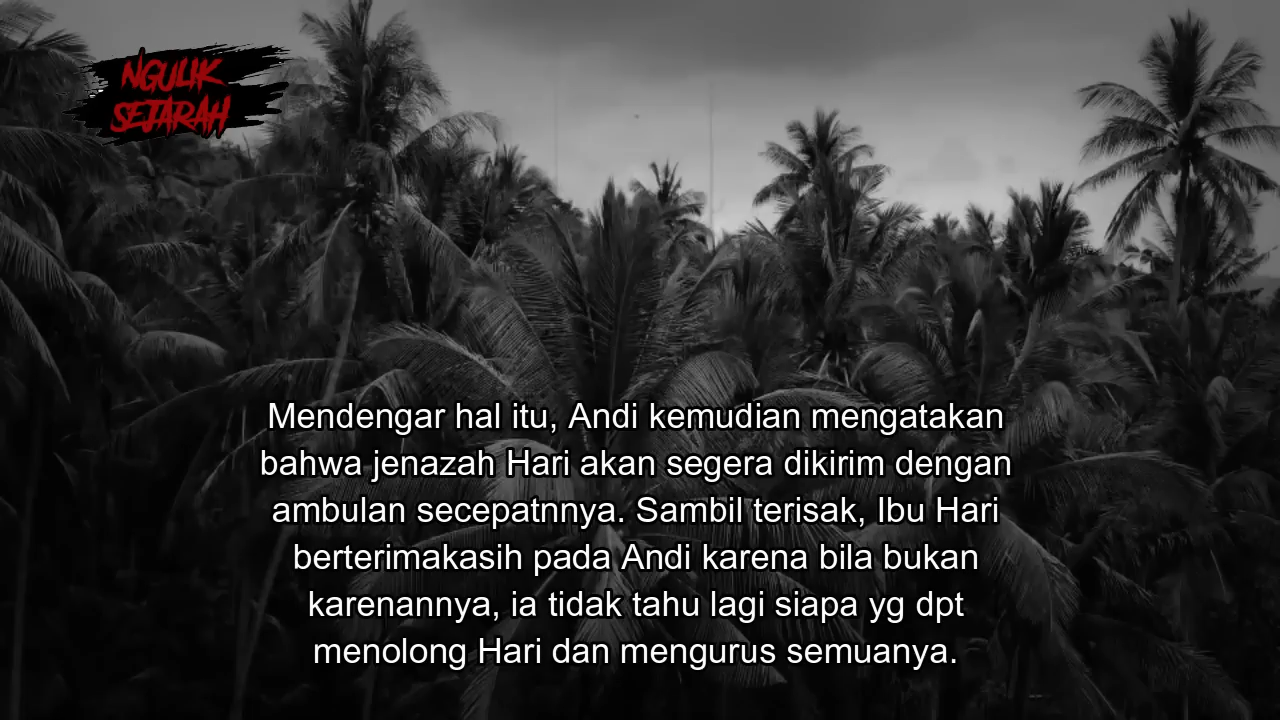 NGULIK
SEJARAH
Mendengar hal itu, Andi kemudian mengatakan
bahwa jenazah Hari akan segera dikirim dengan
ambulan secepatnnya. Sambil terisak, Ibu Hari
berterimakasih pada Andi karena bila bukan
karenannya, ia tidak tahu lagi siapa yg dpt
menolong Hari dan mengurus semuanya.